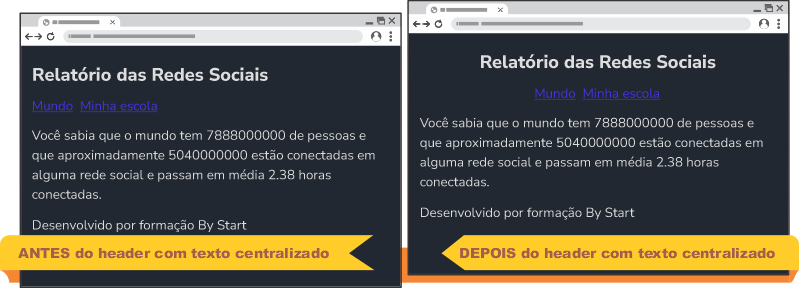 Relatório das Redes Sociais
Mundo Minha escola
Você sabia que o mundo tem 7888000000 de pessoas e
que aproximadamente 5040000000 estão conectadas em
alguma rede social e passam em média 2.38 horas
conectadas.
Desenvolvido por formação By Start
ANTES do header com texto centralizado
Relatório das Redes Sociais
Mundo Minha escola
Você sabia que o mundo tem 7888000000 de pessoas e
que aproximadamente 5040000000 estão conectadas em
alguma rede social e passam em média 2.38 horas
conectadas.
Desenvolvido por formação By Start
DEPOIS do header com texto centralizado